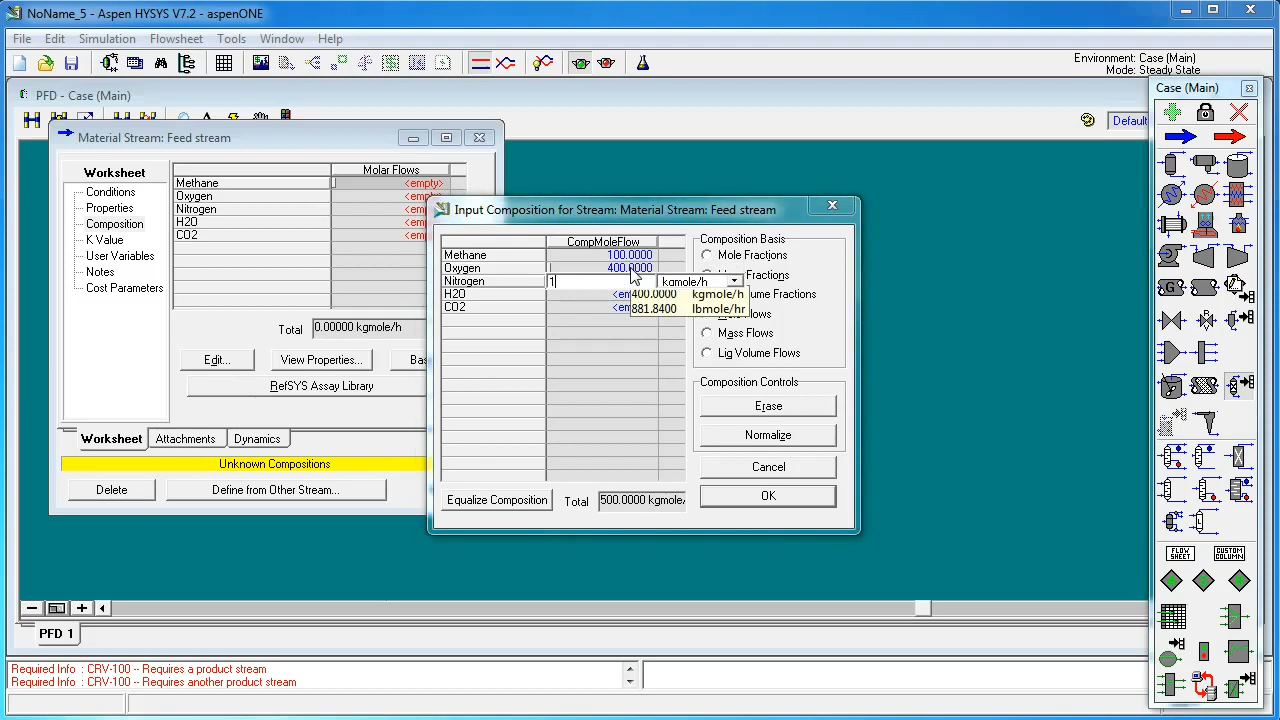 NoName_5 - Aspen HYSYS V7.2 - aspenONE
File Edit Simulation Flowsheet Tools Window Help
Environment: Case (Main)
Mode: Steady State
PFD - Case (Main)
Case (Main)
Default
Material Stream: Feed stream
Worksheet
Conditions
Properties
Composition
K Value
User Variables
Notes
Cost Parameters
Molar Flows
Methane <empty>
Oxygen <empty>
Nitrogen <empty>
H2O <empty>
CO2 <empty>
Total 0.00000 kgmole/h
Edit... View Properties...
RefSYS Assay Library
Worksheet Attachments Dynamics
Unknown Compositions
Delete Define from Other Stream...
Input Composition for Stream: Material Stream: Feed stream
CompMoleFlow
Methane 100.0000
Oxygen 400.0000
Nitrogen 1 kgmole/h
H2O
CO2
400.0000 kgmole/h
881.8400 lbmole/hr
Equalize Composition Total 500.0000 kgmole/
Composition Basis
Mole Fractions
Mass Flows
Liq Volume Flows
Composition Controls
Erase
Normalize
Cancel
OK
FLOW SHEET
CUSTOM COLUMN
PFD 1
Required Info : CRV-100 -- Requires a product stream
Required Info : CRV-100 -- Requires another product stream